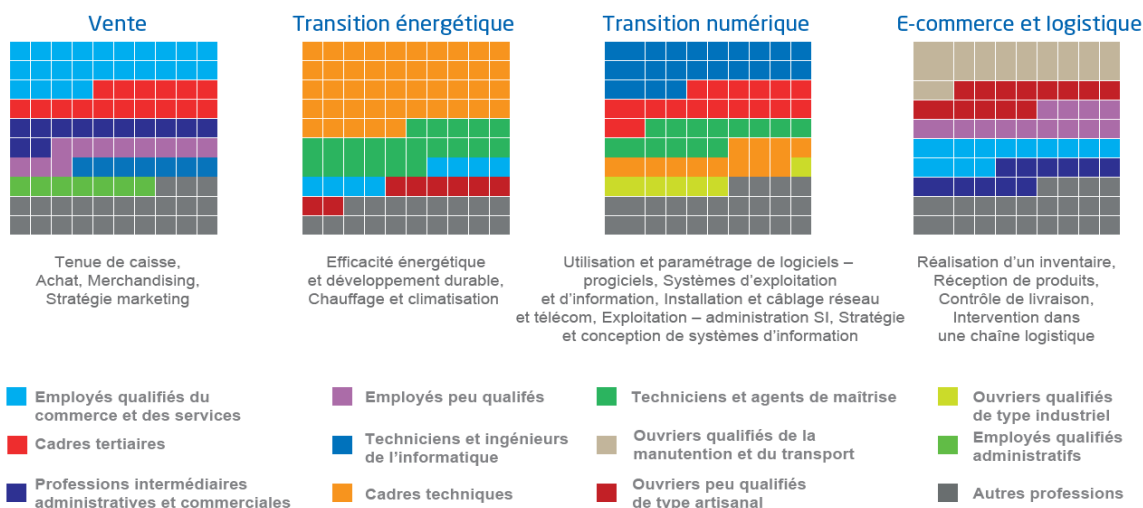 Vente
Transition énergétique
Transition numérique
E-commerce et logistique
Tenue de caisse,
Achat, Merchandising,
Stratégie marketing
Efficacité énergétique
et développement durable,
Chauffage et climatisation
Utilisation et paramétrage de logiciels –
progiciels, Systèmes d'exploitation
et d'information, Installation et câblage réseau
et télécom, Exploitation – administration SI, Stratégie
et conception de systèmes d'information
Réalisation d'un inventaire,
Réception de produits,
Contrôle de livraison,
Intervention dans
une chaîne logistique
Employés qualifiés du
commerce et des services
Cadres tertiaires
Professions intermédiaires
administratives et commerciales
Employés peu qualifés
Techniciens et ingénieurs
de l'informatique
Cadres techniques
Techniciens et agents de maîtrise
Ouvriers qualifiés de la
manutention et du transport
Ouvriers peu qualifiés
de type artisanal
Ouvriers qualifiés
de type industriel
Employés qualifiés
administratifs
Autres professions